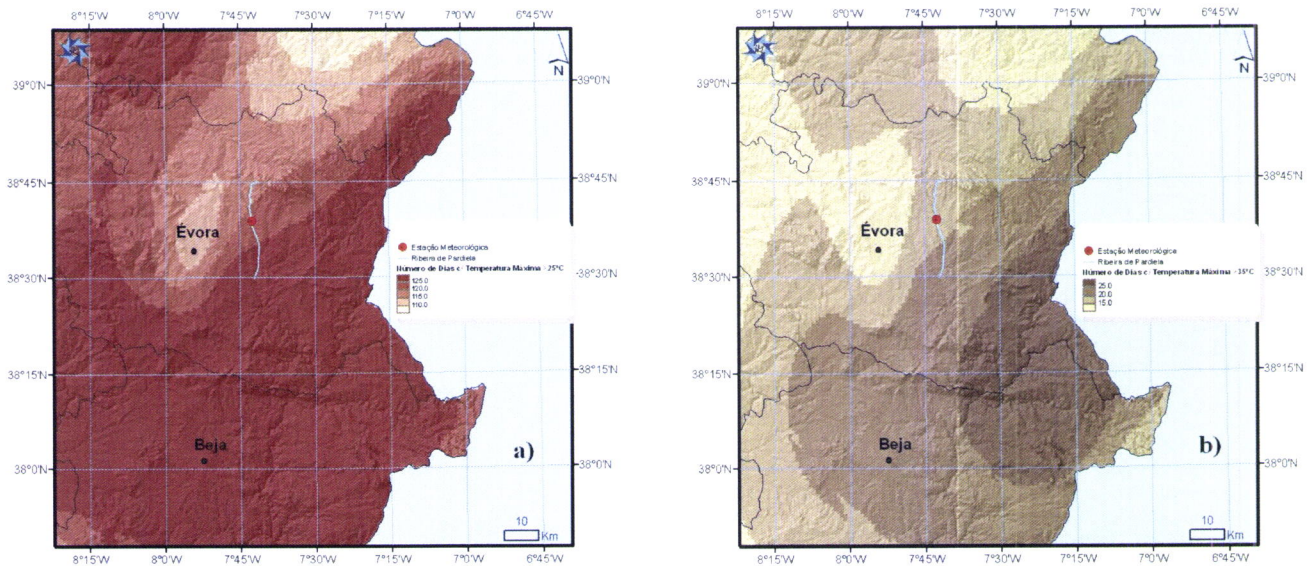 8°15'W 8°0'W 7°45'W 7°30'W 7°15'W 7°0'W 6°45'W
39°0'N 39°0'N
38°45'N 38°45'N
Évora
38°30'N 38°30'N
38°15'N 38°15'N
Beja
38°0'N 38°0'N
a)
N
Estação Meteorológica
Ribeira de Pardiela
Número de Dias c/ Temperatura Máxima >25°C
125.0
120.0
115.0
110.0
10
Km
8°15'W 8°0'W 7°45'W 7°30'W 7°15'W 7°0'W 6°45'W
8°15'W 8°0'W 7°45'W 7°30'W 7°15'W 7°0'W 6°45'W
39°0'N 39°0'N
38°45'N 38°45'N
Évora
38°30'N 38°30'N
38°15'N 38°15'N
Beja
38°0'N 38°0'N
b)
N
Estação Meteorológica
Ribeira de Pardiela
Número de Dias c/ Temperatura Máxima >35°C
25.0
20.0
15.0
10
Km
8°15'W 8°0'W 7°45'W 7°30'W 7°15'W 7°0'W 6°45'W